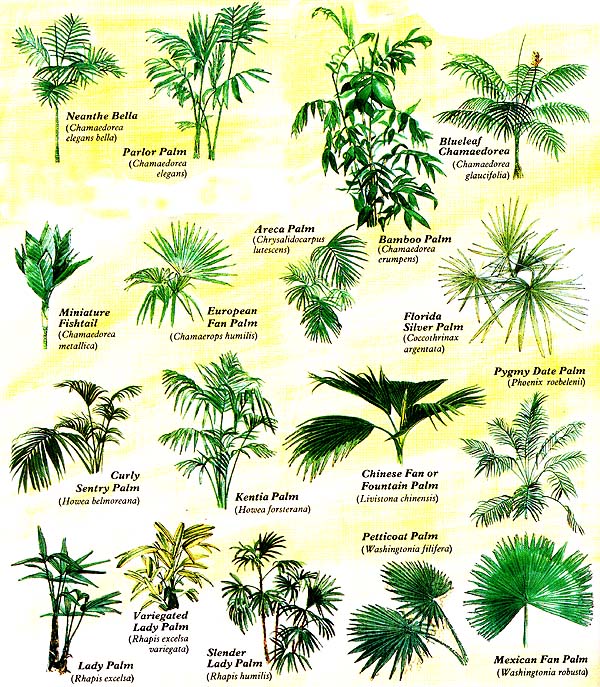 Neanthe Bella
(Chamaedorea
elegans bella)
Parlor Palm
(Chamaedorea
elegans)
Blueleaf
Chamaedorea
(Chamaedorea
glaucifolia)
Areca Palm
(Chrysalidocarpus
lutescens)
Bamboo Palm
(Chamaedorea
erumpens)
Miniature
Fishtail
(Chamaedorea
metallica)
European
Fan Palm
(Chamaerops humilis)
Florida
Silver Palm
(Coccothrinax
argentata)
Pygmy Date Palm
(Phoenix roebelenii)
Curly
Sentry Palm
(Howea belmoreana)
Kentia Palm
(Howea forsterana)
Chinese Fan or
Fountain Palm
(Livistona chinensis)
Petticoat Palm
(Washingtonia filifera)
Lady Palm
(Rhapis excelsa)
Variegated
Lady Palm
(Rhapis excelsa
variegata)
Slender
Lady Palm
(Rhapis humilis)
Mexican Fan Palm
(Washingtonia robusta)